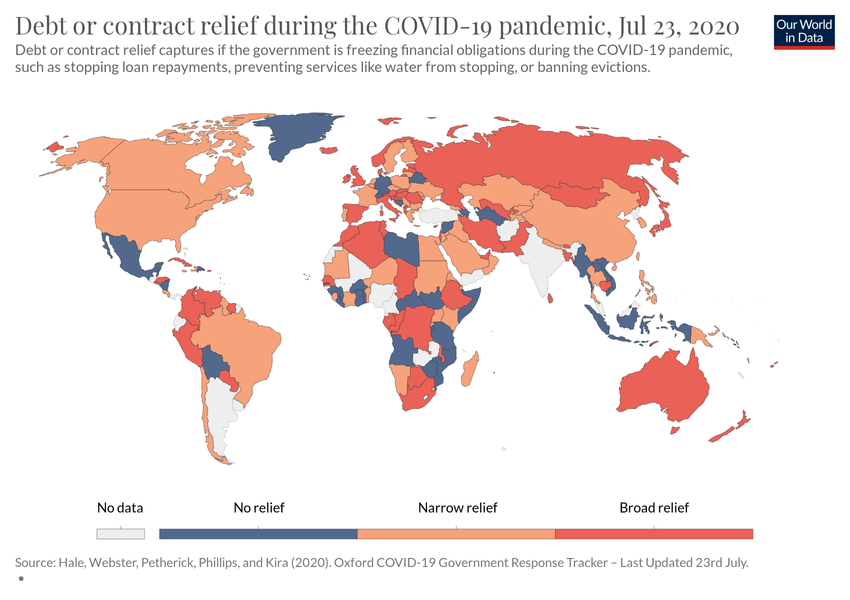 Debt or contract relief during the COVID-19 pandemic, Jul 23, 2020
Our World
in Data
Debt or contract relief captures if the government is freezing financial obligations during the COVID-19 pandemic,
such as stopping loan repayments, preventing services like water from stopping, or banning evictions.
No data
No relief
Narrow relief
Broad relief
Source: Hale, Webster, Petherick, Phillips, and Kira (2020). Oxford COVID-19 Government Response Tracker – Last Updated 23rd July.
•